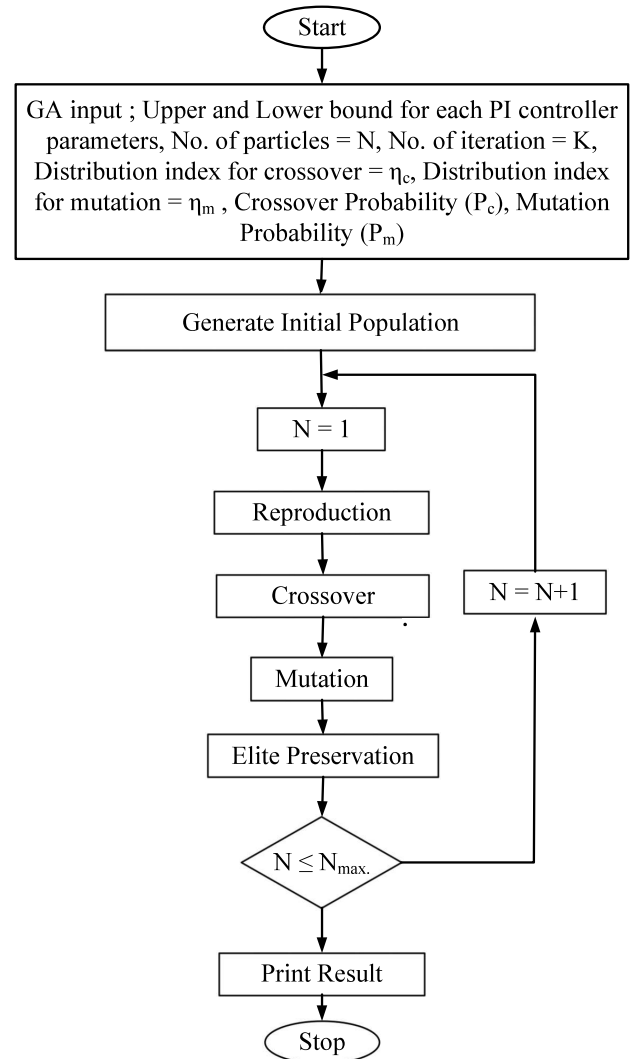 Start
GA input ; Upper and Lower bound for each PI controller
parameters, No. of particles = N, No. of iteration = K,
Distribution index for crossover = ηc, Distribution index
for mutation = ηm , Crossover Probability (Pc), Mutation
Probability (Pm)
Generate Initial Population
N = 1
Reproduction
Crossover
N = N+1
Mutation
Elite Preservation
N ≤ Nmax.
Print Result
Stop